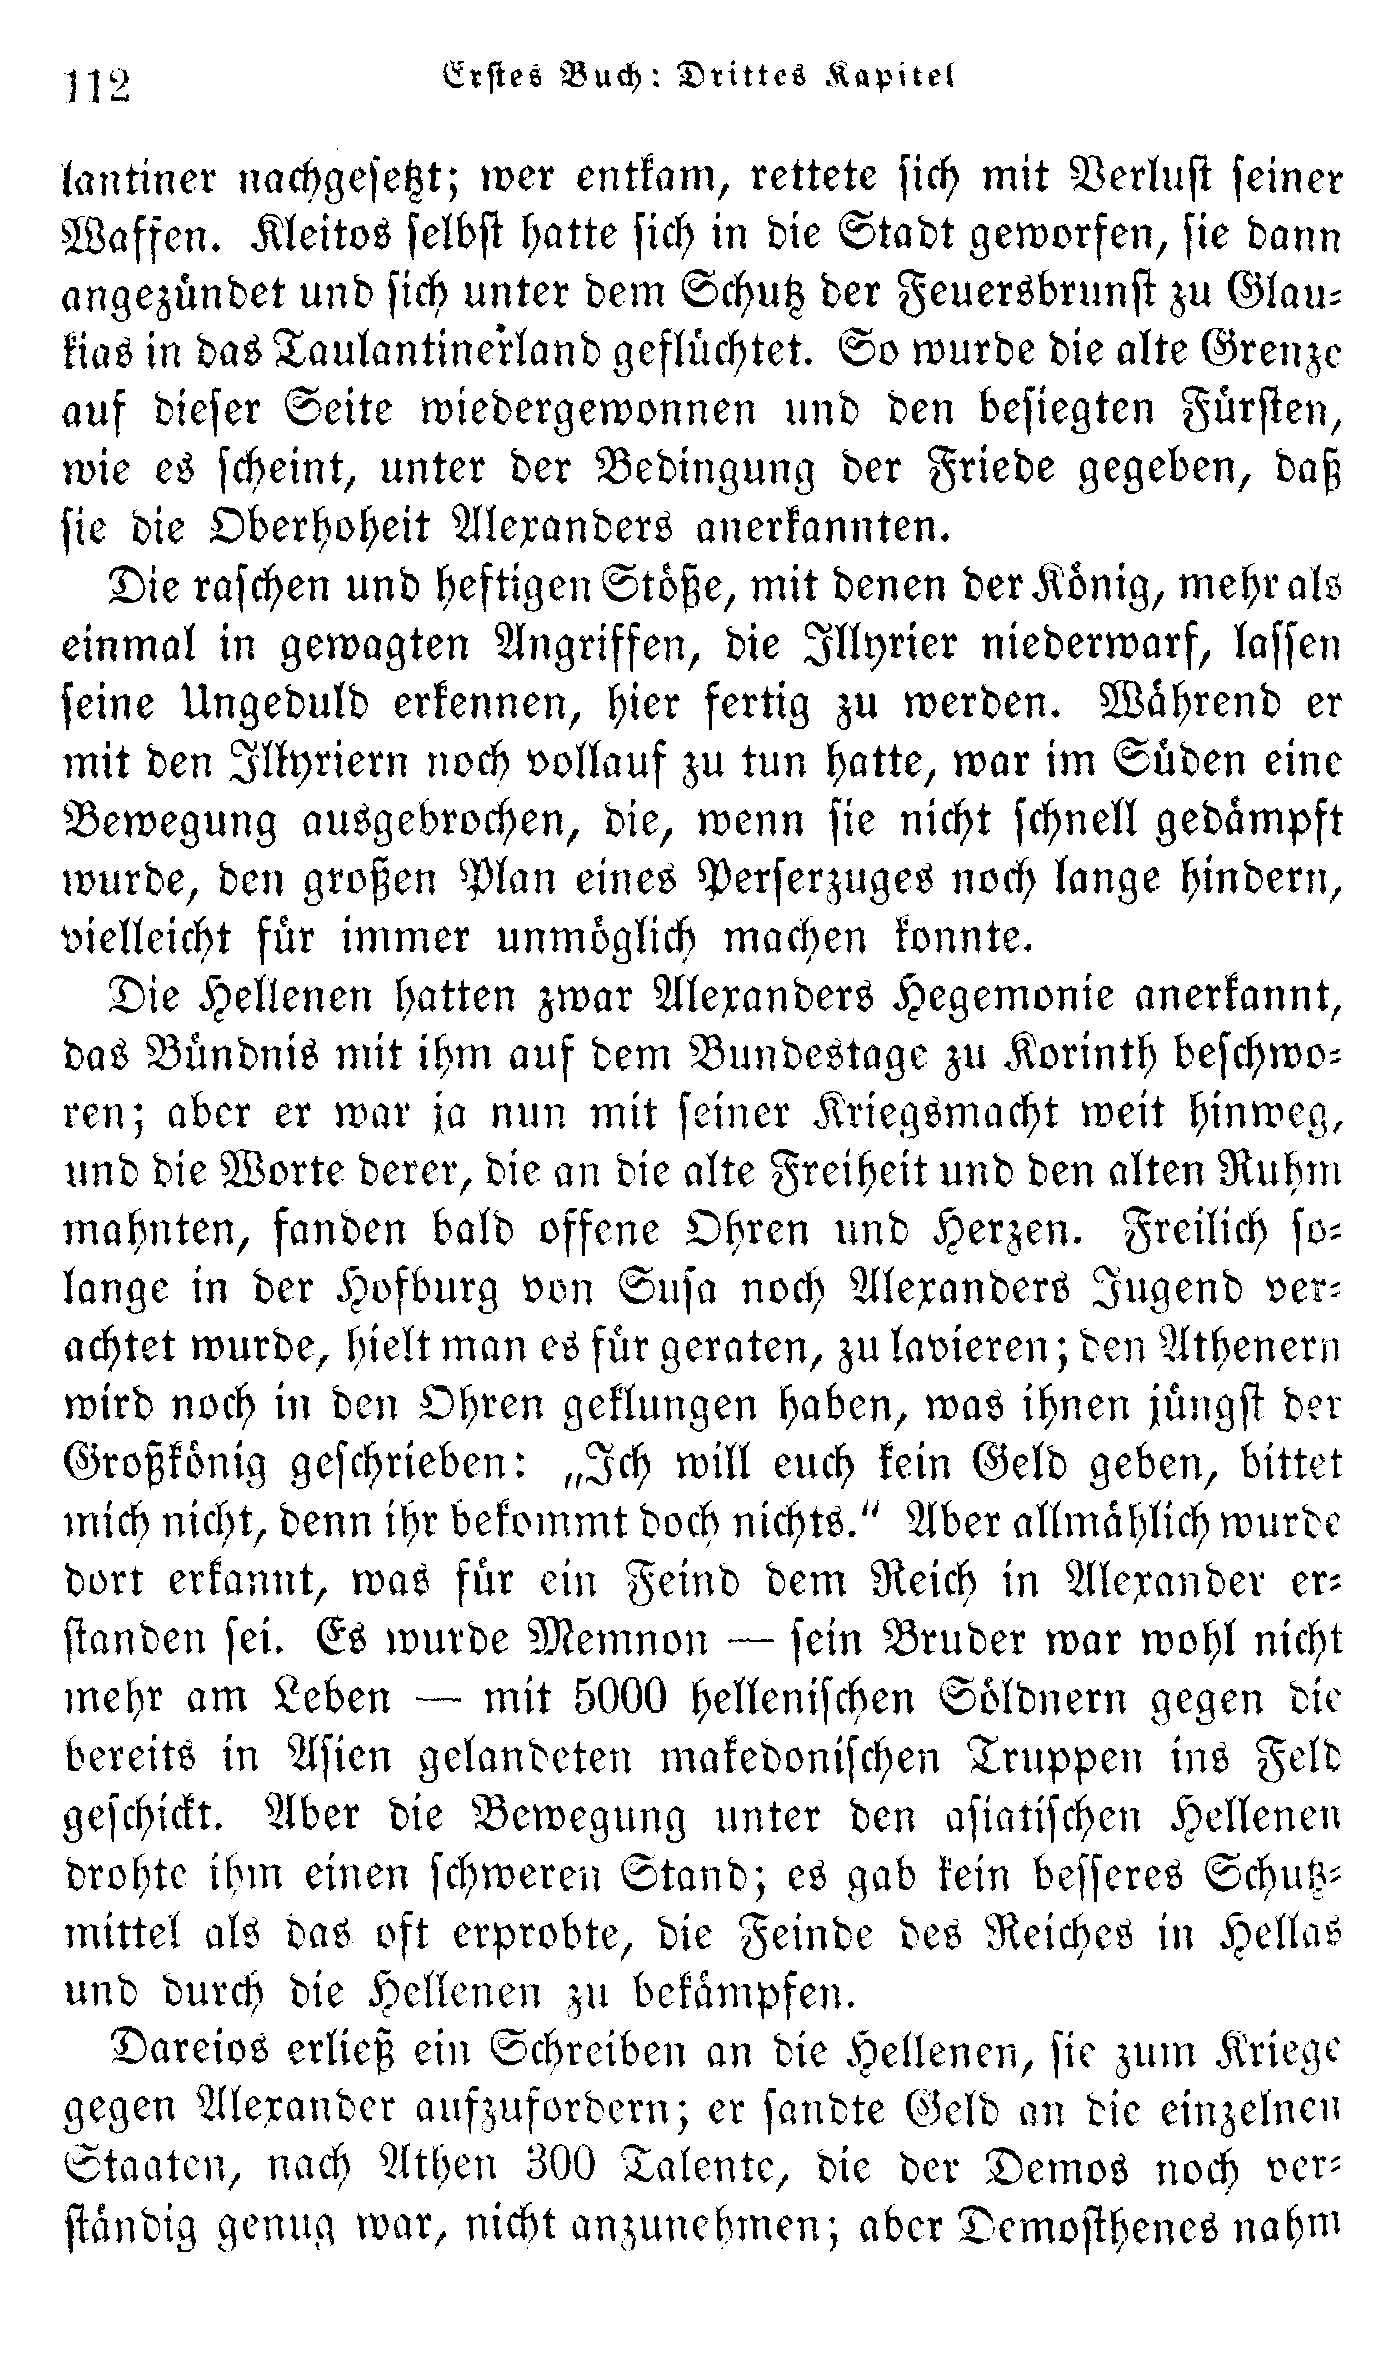 112
Erstes Buch: Drittes Kapitel
lantiner nachgesetzt; wer entkam, rettete sich mit Verlust seiner
Waffen. Kleitos selbst hatte sich in die Stadt geworfen, sie dann
angezündet und sich unter dem Schutz der Feuersbrunst zu Glau-
kias in das Taulantinerland geflüchtet. So wurde die alte Grenze
auf dieser Seite wiedergewonnen und den besiegten Fürsten,
wie es scheint, unter der Bedingung der Friede gegeben, daß
sie die Oberhoheit Alexanders anerkannten.
Die raschen und heftigen Stöße, mit denen der König, mehr als
einmal in gewagten Angriffen, die Illyrier niederwarf, lassen
seine Ungeduld erkennen, hier fertig zu werden. Während er
mit den Illyriern noch vollauf zu tun hatte, war im Süden eine
Bewegung ausgebrochen, die, wenn sie nicht schnell gedämpft
wurde, den großen Plan eines Perserzuges noch lange hindern,
vielleicht für immer unmöglich machen konnte.
Die Hellenen hatten zwar Alexanders Hegemonie anerkannt,
das Bündnis mit ihm auf dem Bundestage zu Korinth beschwo-
ren; aber er war ja nun mit seiner Kriegsmacht weit hinweg,
und die Worte derer, die an die alte Freiheit und den alten Ruhm
mahnten, fanden bald offene Ohren und Herzen. Freilich so-
lange in der Hofburg von Susa noch Alexanders Jugend ver-
achtet wurde, hielt man es für geraten, zu lavieren; den Athenern
wird noch in den Ohren geklungen haben, was ihnen jüngst der
Großkönig geschrieben: „Ich will euch kein Geld geben, bittet
mich nicht, denn ihr bekommt doch nichts.“ Aber allmählich wurde
dort erkannt, was für ein Feind dem Reich in Alexander er-
standen sei. Es wurde Memnon — sein Bruder war wohl nicht
mehr am Leben — mit 5000 hellenischen Söldnern gegen die
bereits in Asien gelandeten makedonischen Truppen ins Feld
geschickt. Aber die Bewegung unter den asiatischen Hellenen
drohte ihm einen schweren Stand; es gab kein besseres Schutz-
mittel als das oft erprobte, die Feinde des Reiches in Hellas
und durch die Hellenen zu bekämpfen.
Dareios erließ ein Schreiben an die Hellenen, sie zum Kriege
gegen Alexander aufzufordern; er sandte Geld an die einzelnen
Staaten, nach Athen 300 Talente, die der Demos noch ver-
ständig genug war, nicht anzunehmen; aber Demosthenes nahm